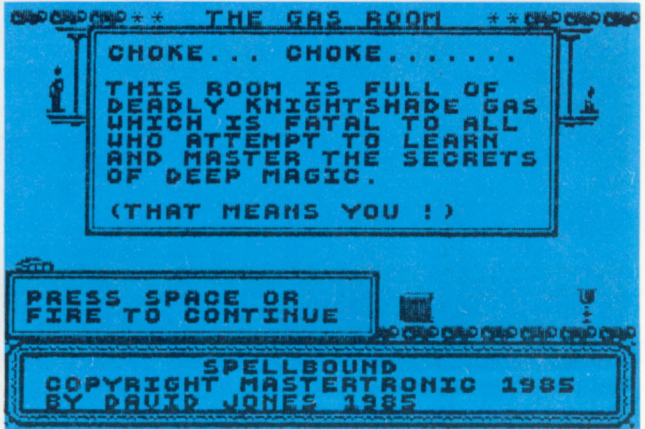 ** THE GAS ROOM **
CHOKE... CHOKE.......
THIS ROOM IS FULL OF
DEADLY KNIGHTSHADE GAS
WHICH IS FATAL TO ALL
WHO ATTEMPT TO LEARN
AND MASTER THE SECRETS
OF DEEP MAGIC.
(THAT MEANS YOU !)
PRESS SPACE OR
FIRE TO CONTINUE
SPELLBOUND
COPYRIGHT MASTERTRONIC 1985
BY DAVID JONES 1985